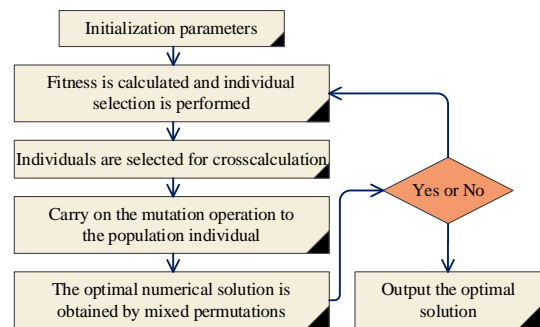 Initialization parameters
Fitness is calculated and individual
selection is performed
Individuals are selected for crosscalculation
Carry on the mutation operation to
the population individual
The optimal numerical solution is
obtained by mixed permutations
Yes or No
Output the optimal
solution